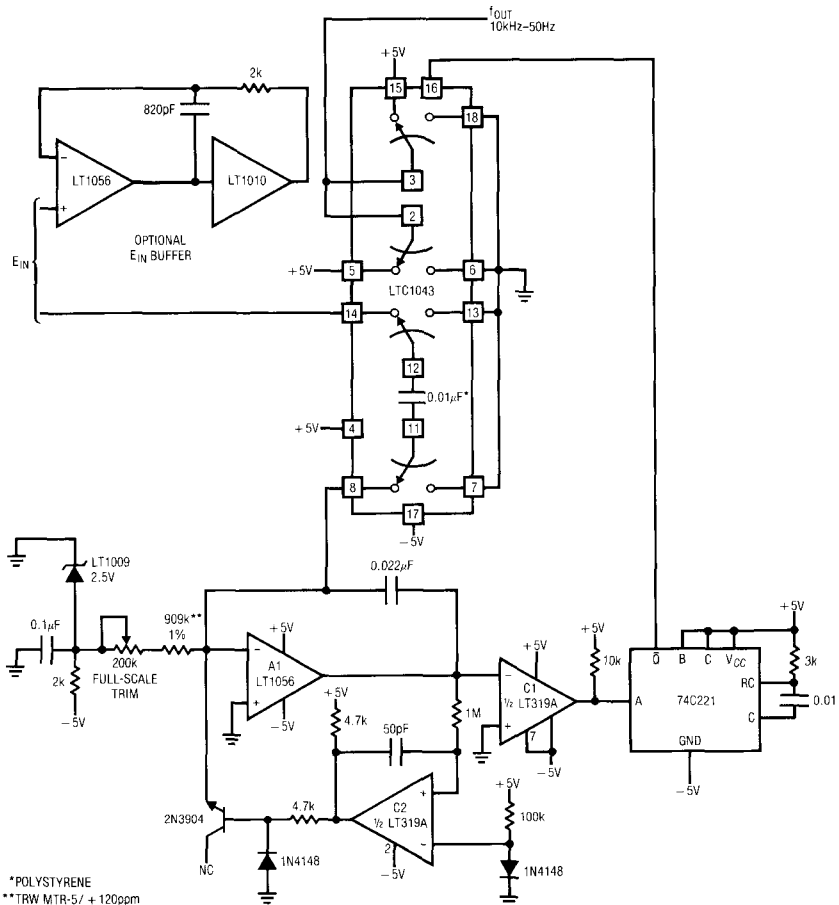 fOUT
10kHz–50Hz
+5V
15
16
2k
820pF
18
–
LT1056
LT1010
3
+
2
OPTIONAL
EIN BUFFER
EIN
+5V
5
6
LTC1043
14
13
12
0.01µF*
+5V
4
11
8
7
17
–5V
LT1009
2.5V
0.022µF
0.1µF
909k**
1%
+5V
+5V
+5V
200k
FULL-SCALE
TRIM
–
A1
LT1056
+
+5V
10k
Q̅
B
C
VCC
3k
2k
–5V
–
C1
½ LT319A
+
A
74C221
RC
0.01
C
–5V
+5V
4.7k
50pF
1M
7
–5V
GND
–5V
2N3904
4.7k
C2
½ LT319A
+
–
+5V
100k
2
–5V
NC
1N4148
1N4148
*POLYSTYRENE
**TRW MTR-5/ + 120ppm